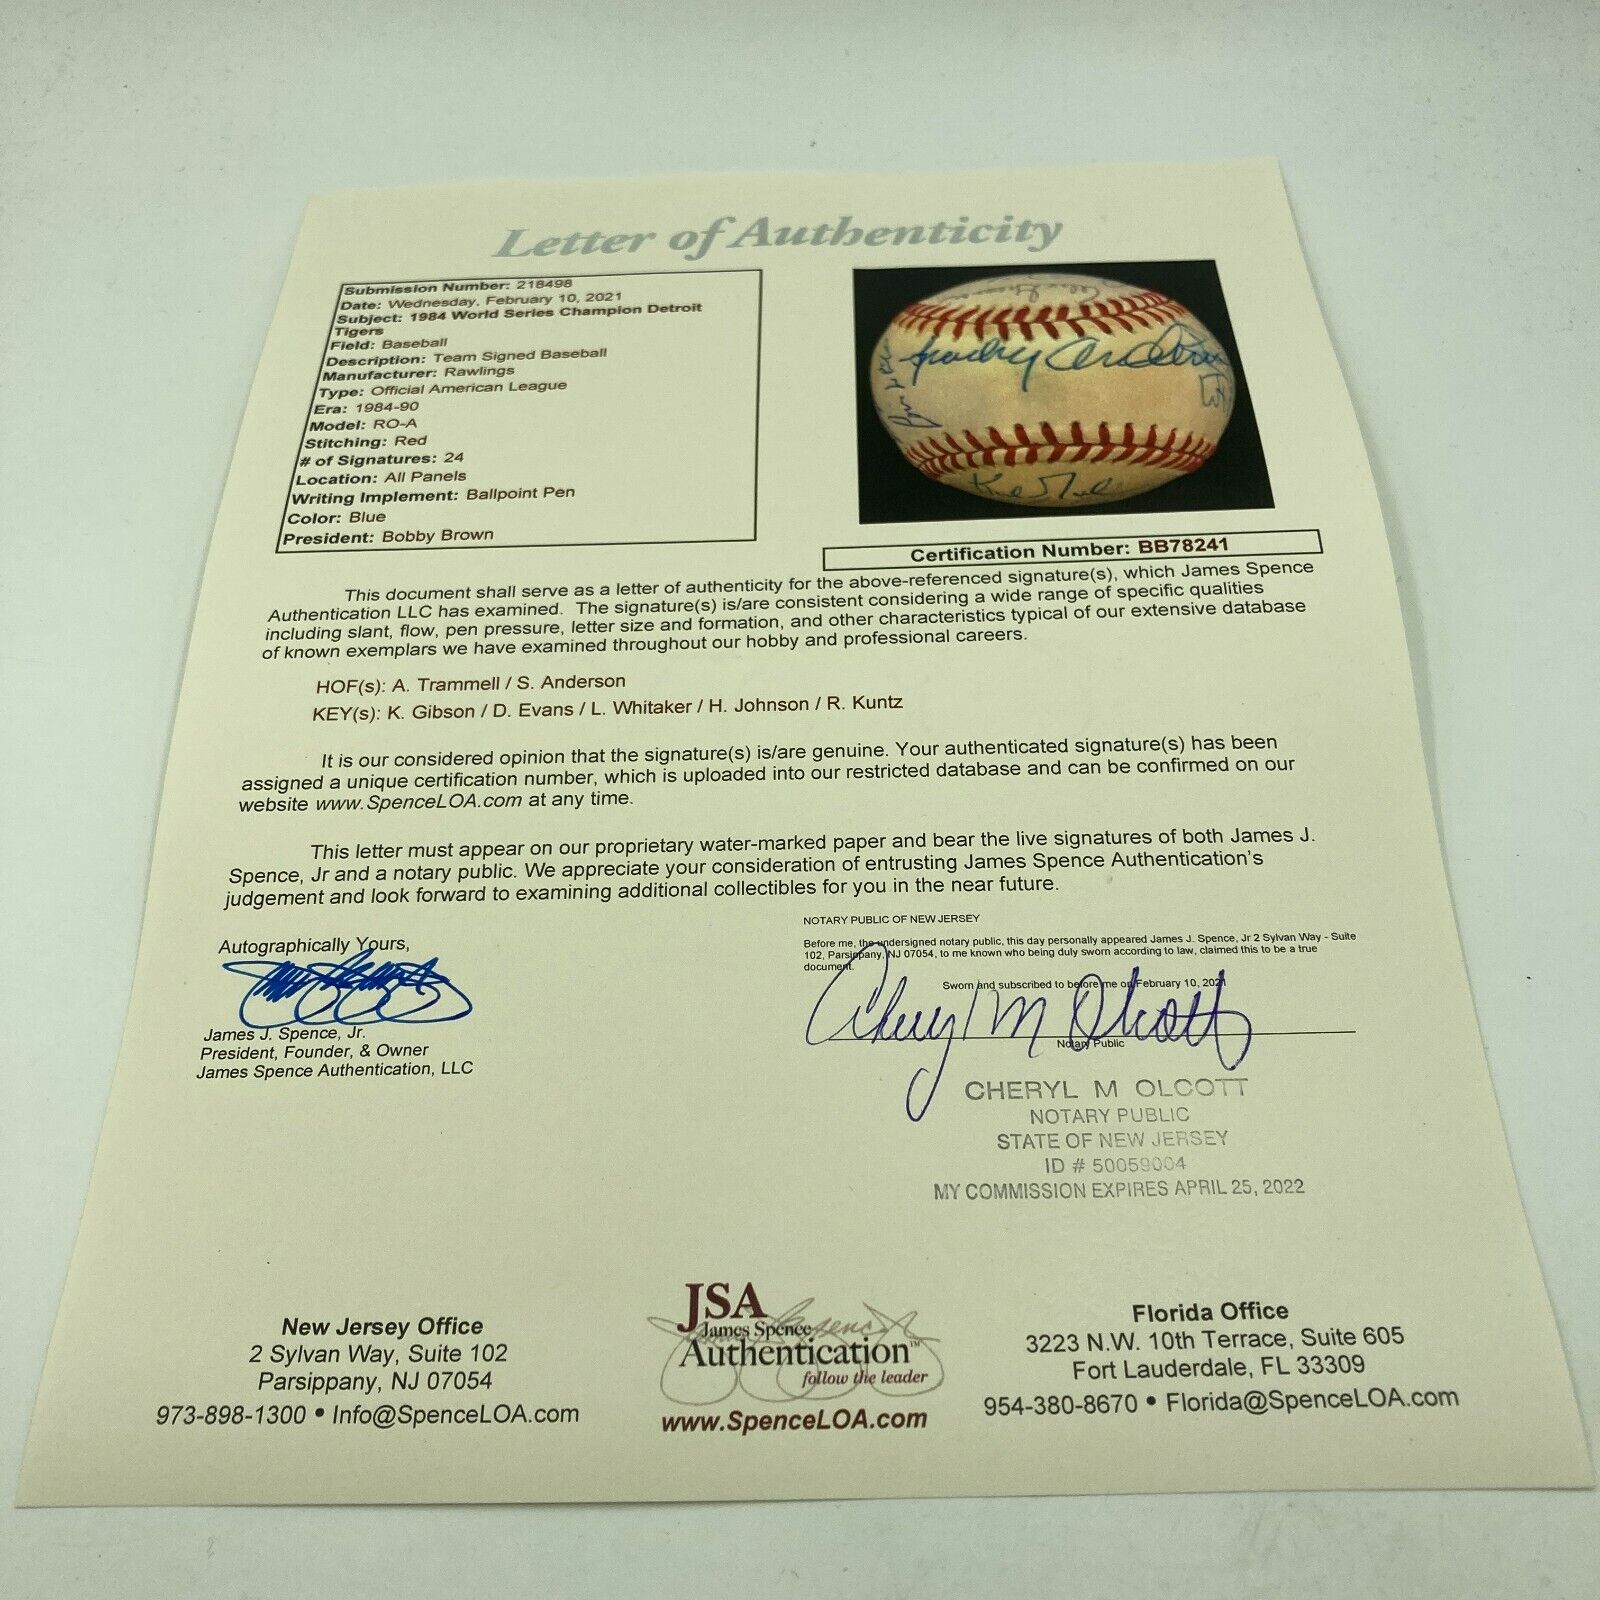 Letter of Authenticity
Submission Number: 218498
Date: Wednesday, February 10, 2021
Subject: 1984 World Series Champion Detroit
Tigers
Field: Baseball
Description: Team Signed Baseball
Manufacturer: Rawlings
Type: Official American League
Era: 1984-90
Model: RO-A
Stitching: Red
# of Signatures: 24
Location: All Panels
Writing Implement: Ballpoint Pen
Color: Blue
President: Bobby Brown
Sparky Anderson
Certification Number: BB78241
This document shall serve as a letter of authenticity for the above-referenced signature(s), which James Spence
Authentication LLC has examined. The signature(s) is/are consistent considering a wide range of specific qualities
including slant, flow, pen pressure, letter size and formation, and other characteristics typical of our extensive database
of known exemplars we have examined throughout our hobby and professional careers.
HOF(s): A. Trammell / S. Anderson
KEY(s): K. Gibson / D. Evans / L. Whitaker / H. Johnson / R. Kuntz
It is our considered opinion that the signature(s) is/are genuine. Your authenticated signature(s) has been
assigned a unique certification number, which is uploaded into our restricted database and can be confirmed on our
website www.SpenceLOA.com at any time.
This letter must appear on our proprietary water-marked paper and bear the live signatures of both James J.
Spence, Jr and a notary public. We appreciate your consideration of entrusting James Spence Authentication's
judgement and look forward to examining additional collectibles for you in the near future.
Autographically Yours,
James J. Spence, Jr.
President, Founder, & Owner
James Spence Authentication, LLC
NOTARY PUBLIC OF NEW JERSEY
Before me, the undersigned notary public, this day personally appeared James J. Spence, Jr 2 Sylvan Way - Suite
102, Parsippany, NJ 07054, to me known who being duly sworn according to law, claimed this to be a true
document.
Sworn and subscribed to before me on February 10, 2021
Cheryl M Olcott
Notary Public
CHERYL M OLCOTT
NOTARY PUBLIC
STATE OF NEW JERSEY
ID # 50059004
MY COMMISSION EXPIRES APRIL 25, 2022
New Jersey Office
2 Sylvan Way, Suite 102
Parsippany, NJ 07054
973-898-1300 • Info@SpenceLOA.com
JSA
James Spence
Authentication™
follow the leader
www.SpenceLOA.com
Florida Office
3223 N.W. 10th Terrace, Suite 605
Fort Lauderdale, FL 33309
954-380-8670 • Florida@SpenceLOA.com